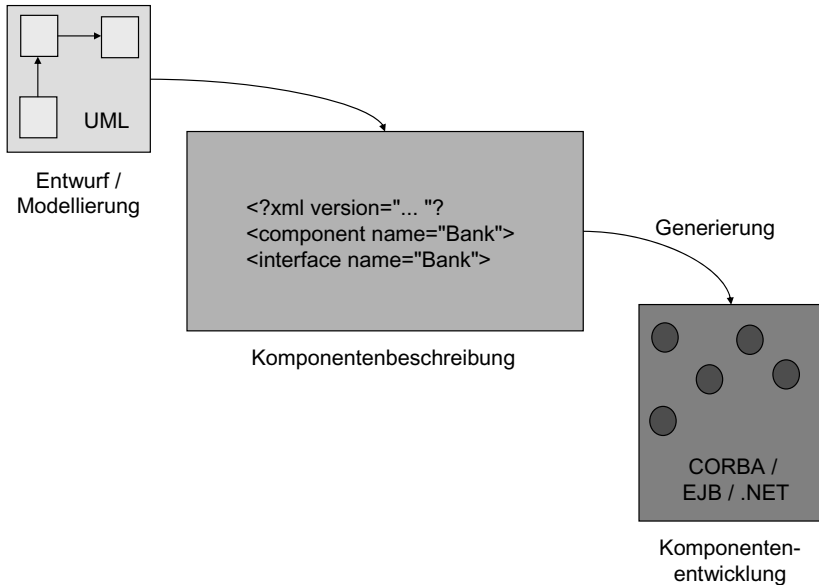 UML
Entwurf /
Modellierung
<?xml version="... "?
<component name="Bank">
<interface name="Bank">
Komponentenbeschreibung
Generierung
CORBA /
EJB / .NET
Komponenten-
entwicklung